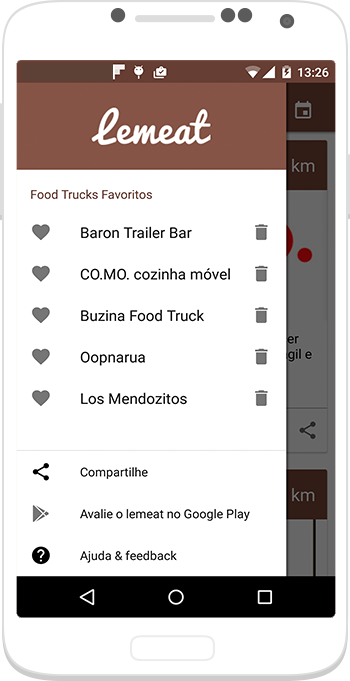 13:26
lemeat
km
Food Trucks Favoritos
Baron Trailer Bar
CO.MO. cozinha móvel
Buzina Food Truck
Oopnarua
er
gil e
Los Mendozitos
Compartilhe
km
Avalie o lemeat no Google Play
Ajuda & feedback